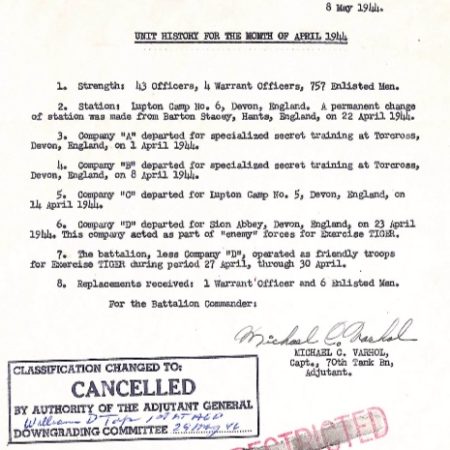 8 May 1944.
UNIT HISTORY FOR THE MONTH OF APRIL 1944
1. Strength: 43 Officers, 4 Warrant Officers, 757 Enlisted Men.
2. Station: Lupton Camp No. 6, Devon, England. A permanent change
of station was made from Barton Stacey, Hants, England, on 22 April 1944.
3. Company "A" departed for specialized secret training at Torcross,
Devon, England, on 1 April 1944.
4. Company "B" departed for specialized secret training at Torcross,
Devon, England, on 8 April 1944.
5. Company "C" departed for Lupton Camp No. 5, Devon, England, on
14 April 1944.
6. Company "D" departed for Sion Abbey, Devon, England, on 23 April
1944. This company acted as part of "enemy" forces for Exercise TIGER.
7. The battalion, less Company "D", operated as friendly troops
for Exercise TIGER during period 27 April, through 30 April.
8. Replacements received: 1 Warrant Officer and 6 Enlisted Men.
For the Battalion Commander:
Michael C. Varhol
MICHAEL C. VARHOL,
Capt., 70th Tank Bn,
Adjutant.
CLASSIFICATION CHANGED TO:
CANCELLED
BY AUTHORITY OF THE ADJUTANT GENERAL
William D
DOWNGRADING COMMITTEE 29 May 46
RESTRICTED